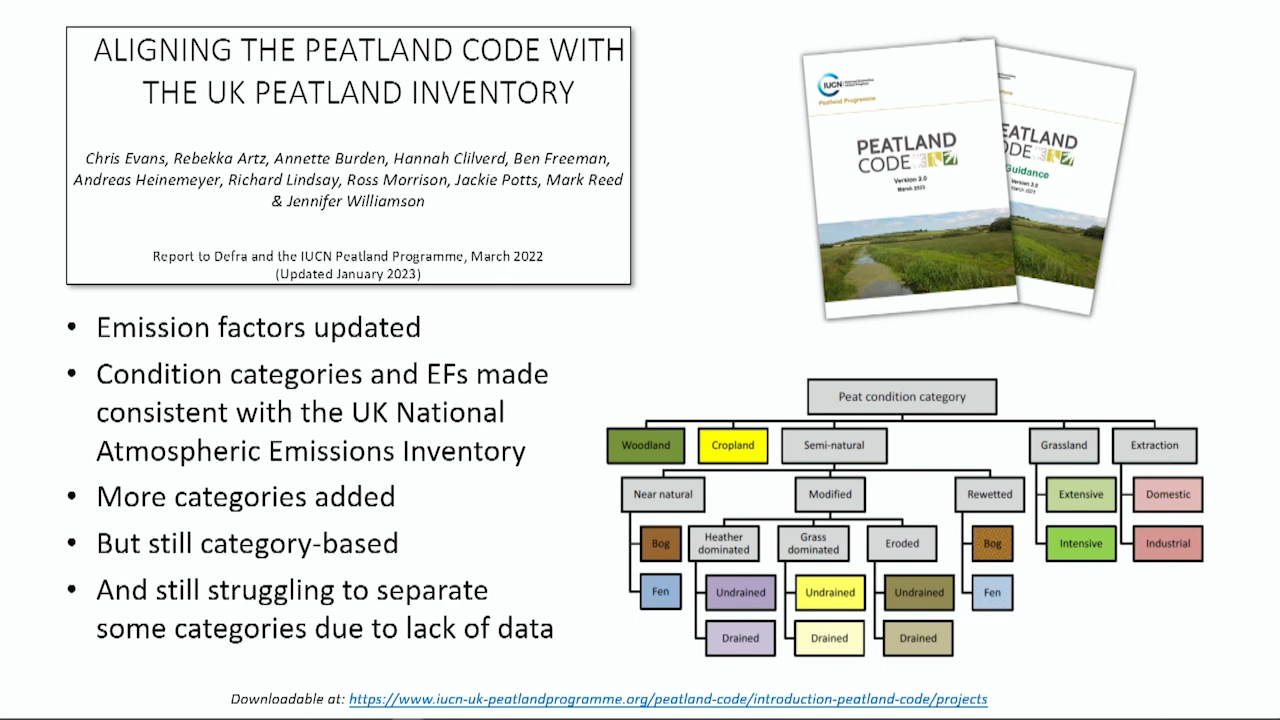 ALIGNING THE PEATLAND CODE WITH
THE UK PEATLAND INVENTORY
Chris Evans, Rebekka Artz, Annette Burden, Hannah Clilverd, Ben Freeman,
Andreas Heinemeyer, Richard Lindsay, Ross Morrison, Jackie Potts, Mark Reed
& Jennifer Williamson
Report to Defra and the IUCN Peatland Programme, March 2022
(Updated January 2023)
• Emission factors updated
• Condition categories and EFs made
consistent with the UK National
Atmospheric Emissions Inventory
• More categories added
• But still category-based
• And still struggling to separate
some categories due to lack of data
IUCN
Peatland Programme
PEATLAND
CODE
Version 2.0
March 2023
EATLAND
ODE
Guidance
Version 2.0
March 2023
Peat condition category
Woodland
Cropland
Semi-natural
Grassland
Extraction
Near natural
Modified
Rewetted
Extensive
Domestic
Bog
Heather
dominated
Grass
dominated
Eroded
Bog
Intensive
Industrial
Fen
Undrained
Undrained
Undrained
Fen
Drained
Drained
Drained
Downloadable at: https://www.iucn-uk-peatlandprogramme.org/peatland-code/introduction-peatland-code/projects